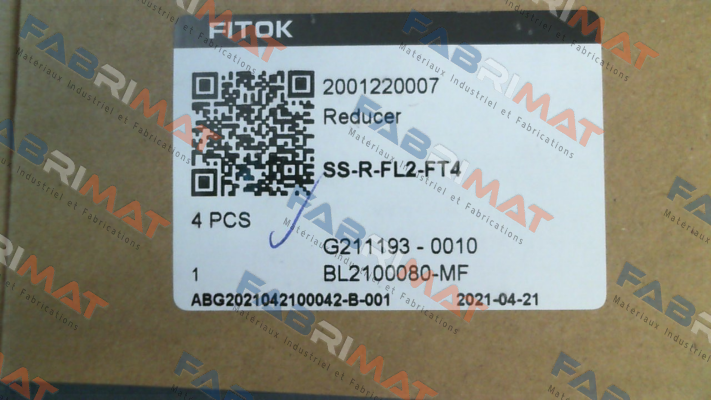 FITOK
2001220007
Reducer
SS-R-FL2-FT4
4 PCS
G211193 - 0010
1 BL2100080-MF
ABG2021042100042-B-001 2021-04-21
FABRIMAT
Materiaux Industriel et Fabrications